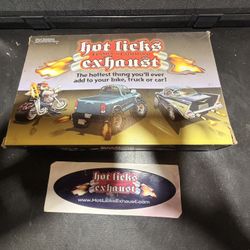 hot licks
exhaust
The hottest thing you'll ever
add to your bike, truck or car!
hot licks
exhaust
www.HotLicksExhaust.com